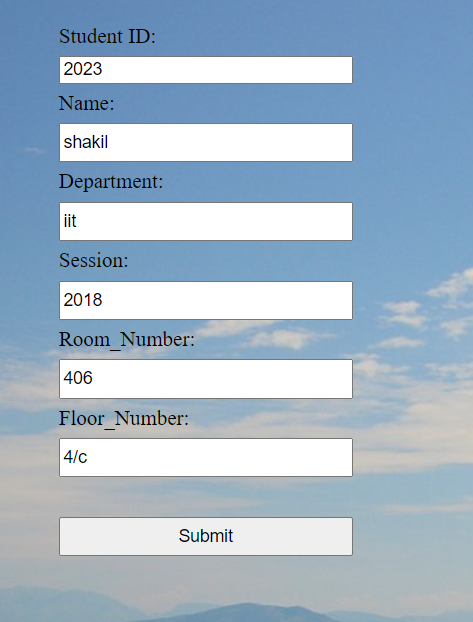 Student ID:
2023
Name:
shakil
Department:
iit
Session:
2018
Room_Number:
406
Floor_Number:
4/c
Submit